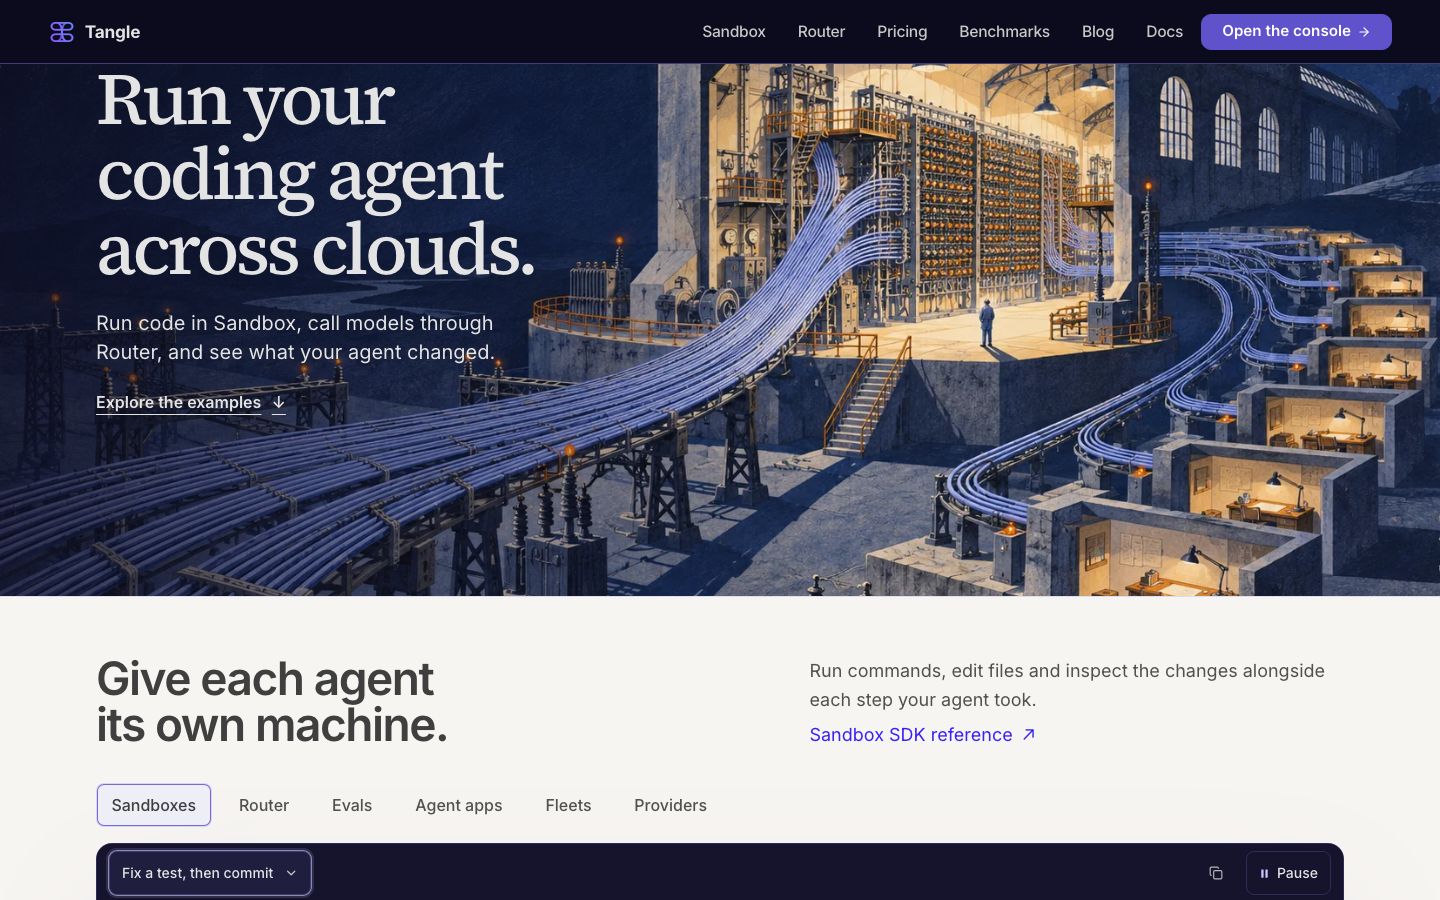 Tangle
Sandbox
Router
Pricing
Benchmarks
Blog
Docs
Open the console
Run your
coding agent
across clouds.
Run code in Sandbox, call models through
Router, and see what your agent changed.
Explore the examples
Give each agent
its own machine.
Run commands, edit files and inspect the changes alongside
each step your agent took.
Sandbox SDK reference
Sandboxes
Router
Evals
Agent apps
Fleets
Providers
Fix a test, then commit
Pause